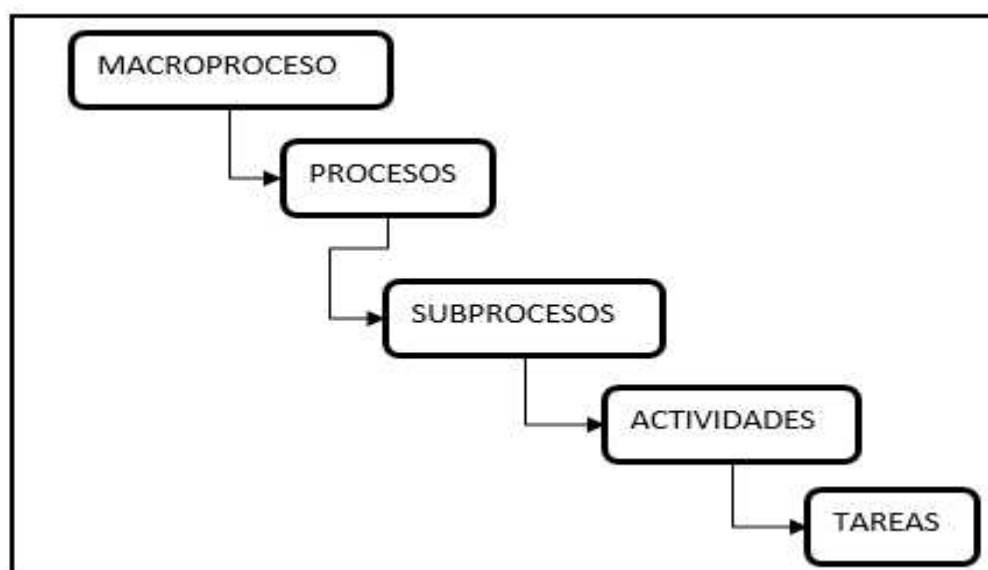 MACROPROCESO
PROCESOS
SUBPROCESOS
ACTIVIDADES
TAREAS